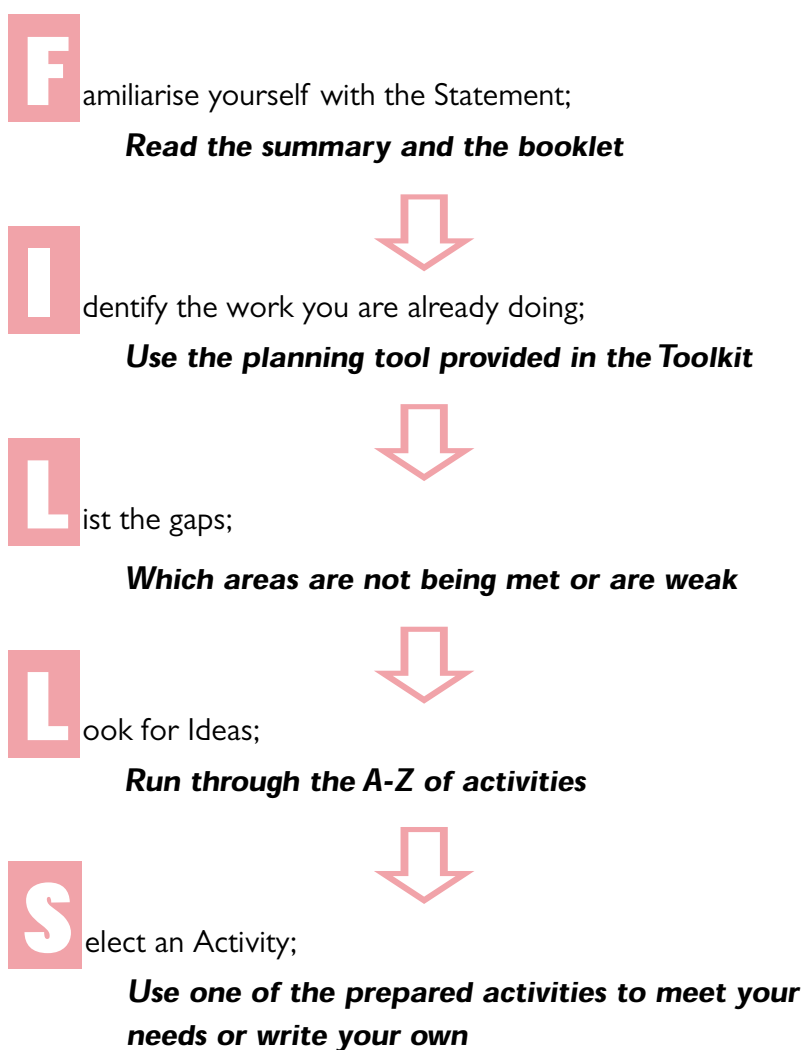 Familiarise yourself with the Statement;
Read the summary and the booklet
Identify the work you are already doing;
Use the planning tool provided in the Toolkit
List the gaps;
Which areas are not being met or are weak
Look for Ideas;
Run through the A-Z of activities
Select an Activity;
Use one of the prepared activities to meet your
needs or write your own